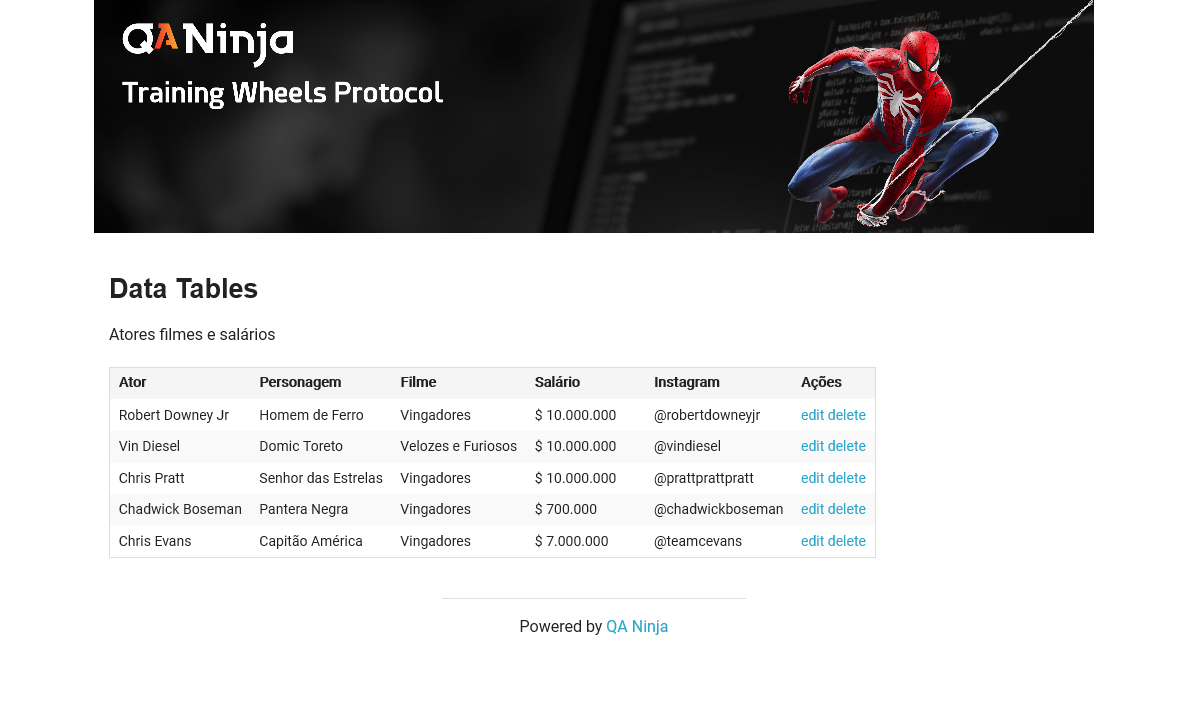 QANinja
Training Wheels Protocol
Data Tables
Atores filmes e salários
Ator Personagem Filme Salário Instagram Ações
Robert Downey Jr Homem de Ferro Vingadores $ 10.000.000 @robertdowneyjr edit delete
Vin Diesel Domic Toreto Velozes e Furiosos $ 10.000.000 @vindiesel edit delete
Chris Pratt Senhor das Estrelas Vingadores $ 10.000.000 @prattprattpratt edit delete
Chadwick Boseman Pantera Negra Vingadores $ 700.000 @chadwickboseman edit delete
Chris Evans Capitão América Vingadores $ 7.000.000 @teamcevans edit delete
Powered by QA Ninja